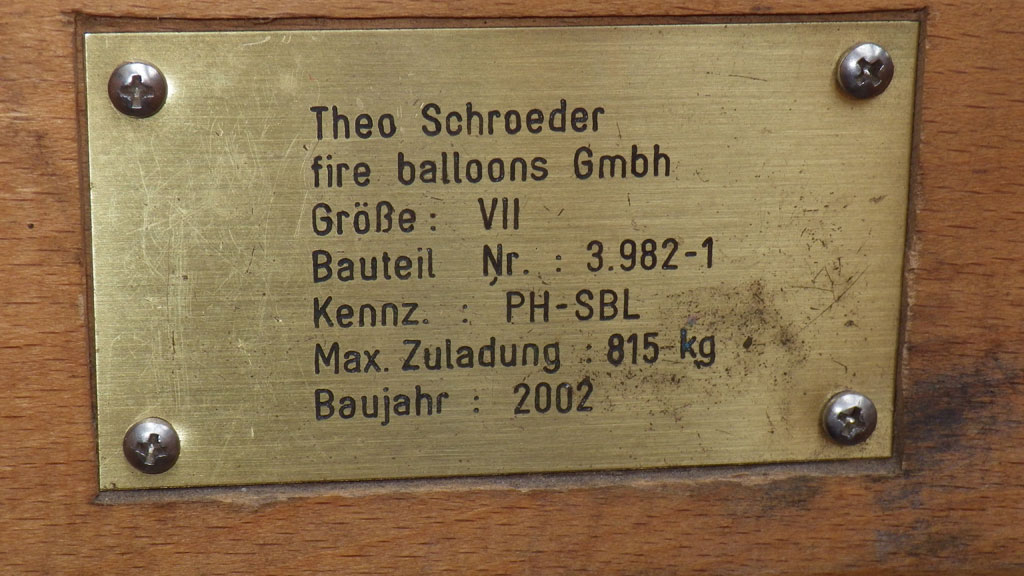 Theo Schroeder
fire balloons Gmbh
Größe: VII
Bauteil Nr. : 3.982-1
Kennz. : PH-SBL
Max. Zuladung : 815 kg
Baujahr : 2002